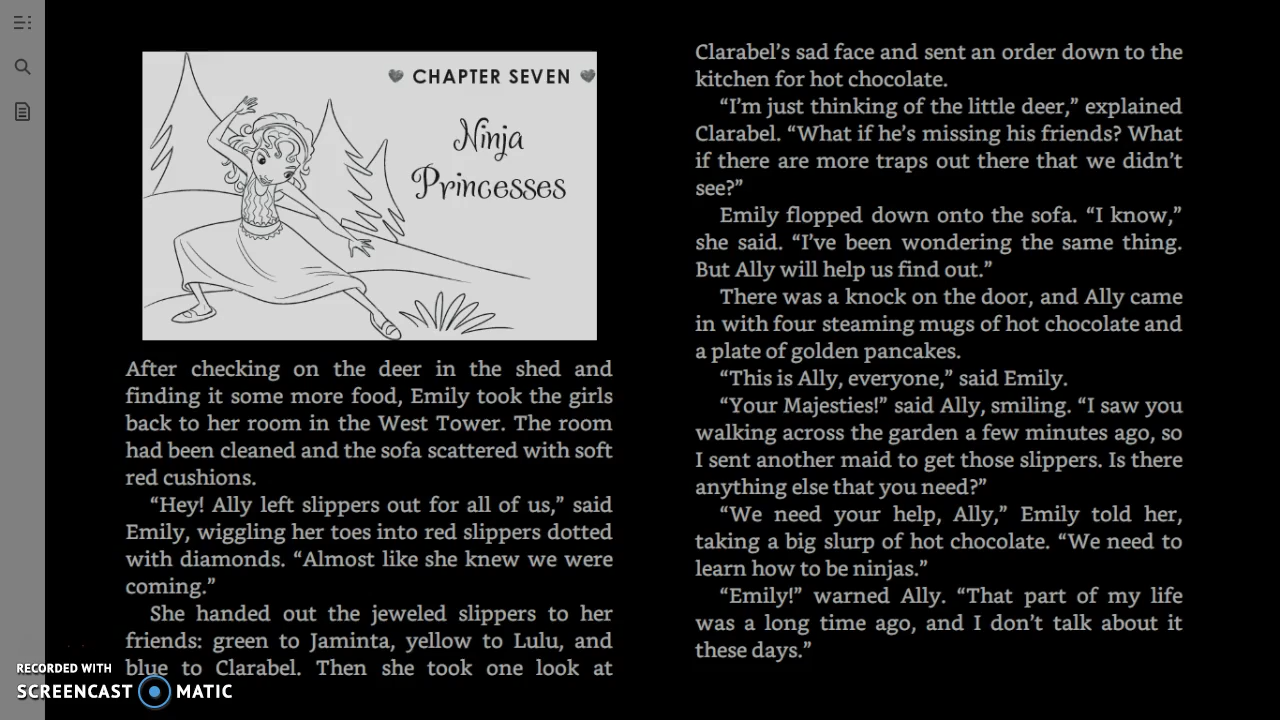 CHAPTER SEVEN
Ninja
Princesses
After checking on the deer in the shed and
finding it some more food, Emily took the girls
back to her room in the West Tower. The room
had been cleaned and the sofa scattered with soft
red cushions.
“Hey! Ally left slippers out for all of us,” said
Emily, wiggling her toes into red slippers dotted
with diamonds. “Almost like she knew we were
coming.”
She handed out the jeweled slippers to her
friends: green to Jaminta, yellow to Lulu, and
blue to Clarabel. Then she took one look at
Clarabel’s sad face and sent an order down to the
kitchen for hot chocolate.
“I’m just thinking of the little deer,” explained
Clarabel. “What if he’s missing his friends? What
if there are more traps out there that we didn’t
see?”
Emily flopped down onto the sofa. “I know,”
she said. “I’ve been wondering the same thing.
But Ally will help us find out.”
There was a knock on the door, and Ally came
in with four steaming mugs of hot chocolate and
a plate of golden pancakes.
“This is Ally, everyone,” said Emily.
“Your Majesties!” said Ally, smiling. “I saw you
walking across the garden a few minutes ago, so
I sent another maid to get those slippers. Is there
anything else that you need?”
“We need your help, Ally,” Emily told her,
taking a big slurp of hot chocolate. “We need to
learn how to be ninjas.”
“Emily!” warned Ally. “That part of my life
was a long time ago, and I don’t talk about it
these days.”
RECORDED WITH
SCREENCAST MATIC